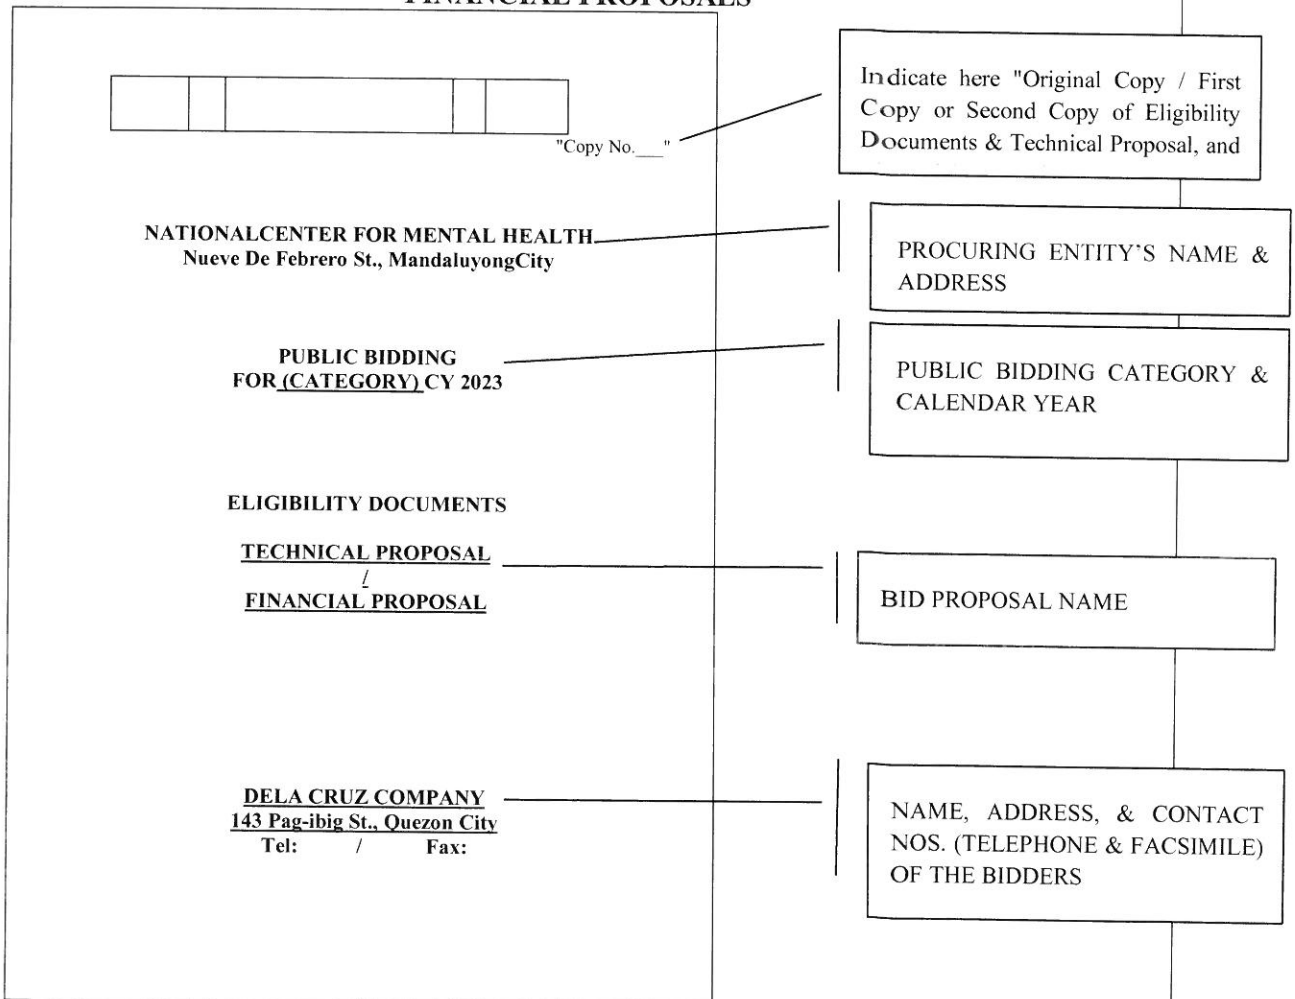 FINANCIAL PROPOSALS
"Copy No.___"
Indicate here "Original Copy / First
Copy or Second Copy of Eligibility
Documents & Technical Proposal, and
NATIONALCENTER FOR MENTAL HEALTH
Nueve De Febrero St., MandaluyongCity
PROCURING ENTITY'S NAME &
ADDRESS
PUBLIC BIDDING
FOR (CATEGORY) CY 2023
PUBLIC BIDDING CATEGORY &
CALENDAR YEAR
ELIGIBILITY DOCUMENTS
TECHNICAL PROPOSAL
/
FINANCIAL PROPOSAL
BID PROPOSAL NAME
DELA CRUZ COMPANY
143 Pag-ibig St., Quezon City
Tel: / Fax:
NAME, ADDRESS, & CONTACT
NOS. (TELEPHONE & FACSIMILE)
OF THE BIDDERS